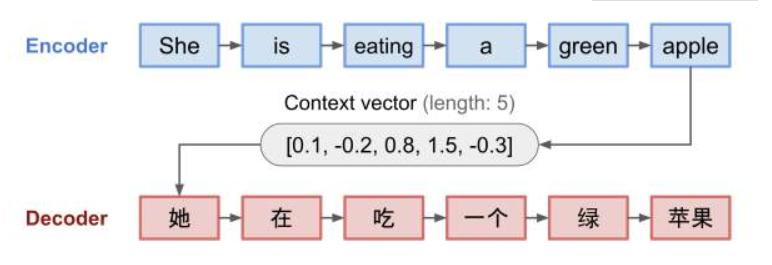 Encoder She is eating a green apple
Context vector (length: 5)
[0.1, -0.2, 0.8, 1.5, -0.3]
Decoder 她 在 吃 一个 绿 苹果